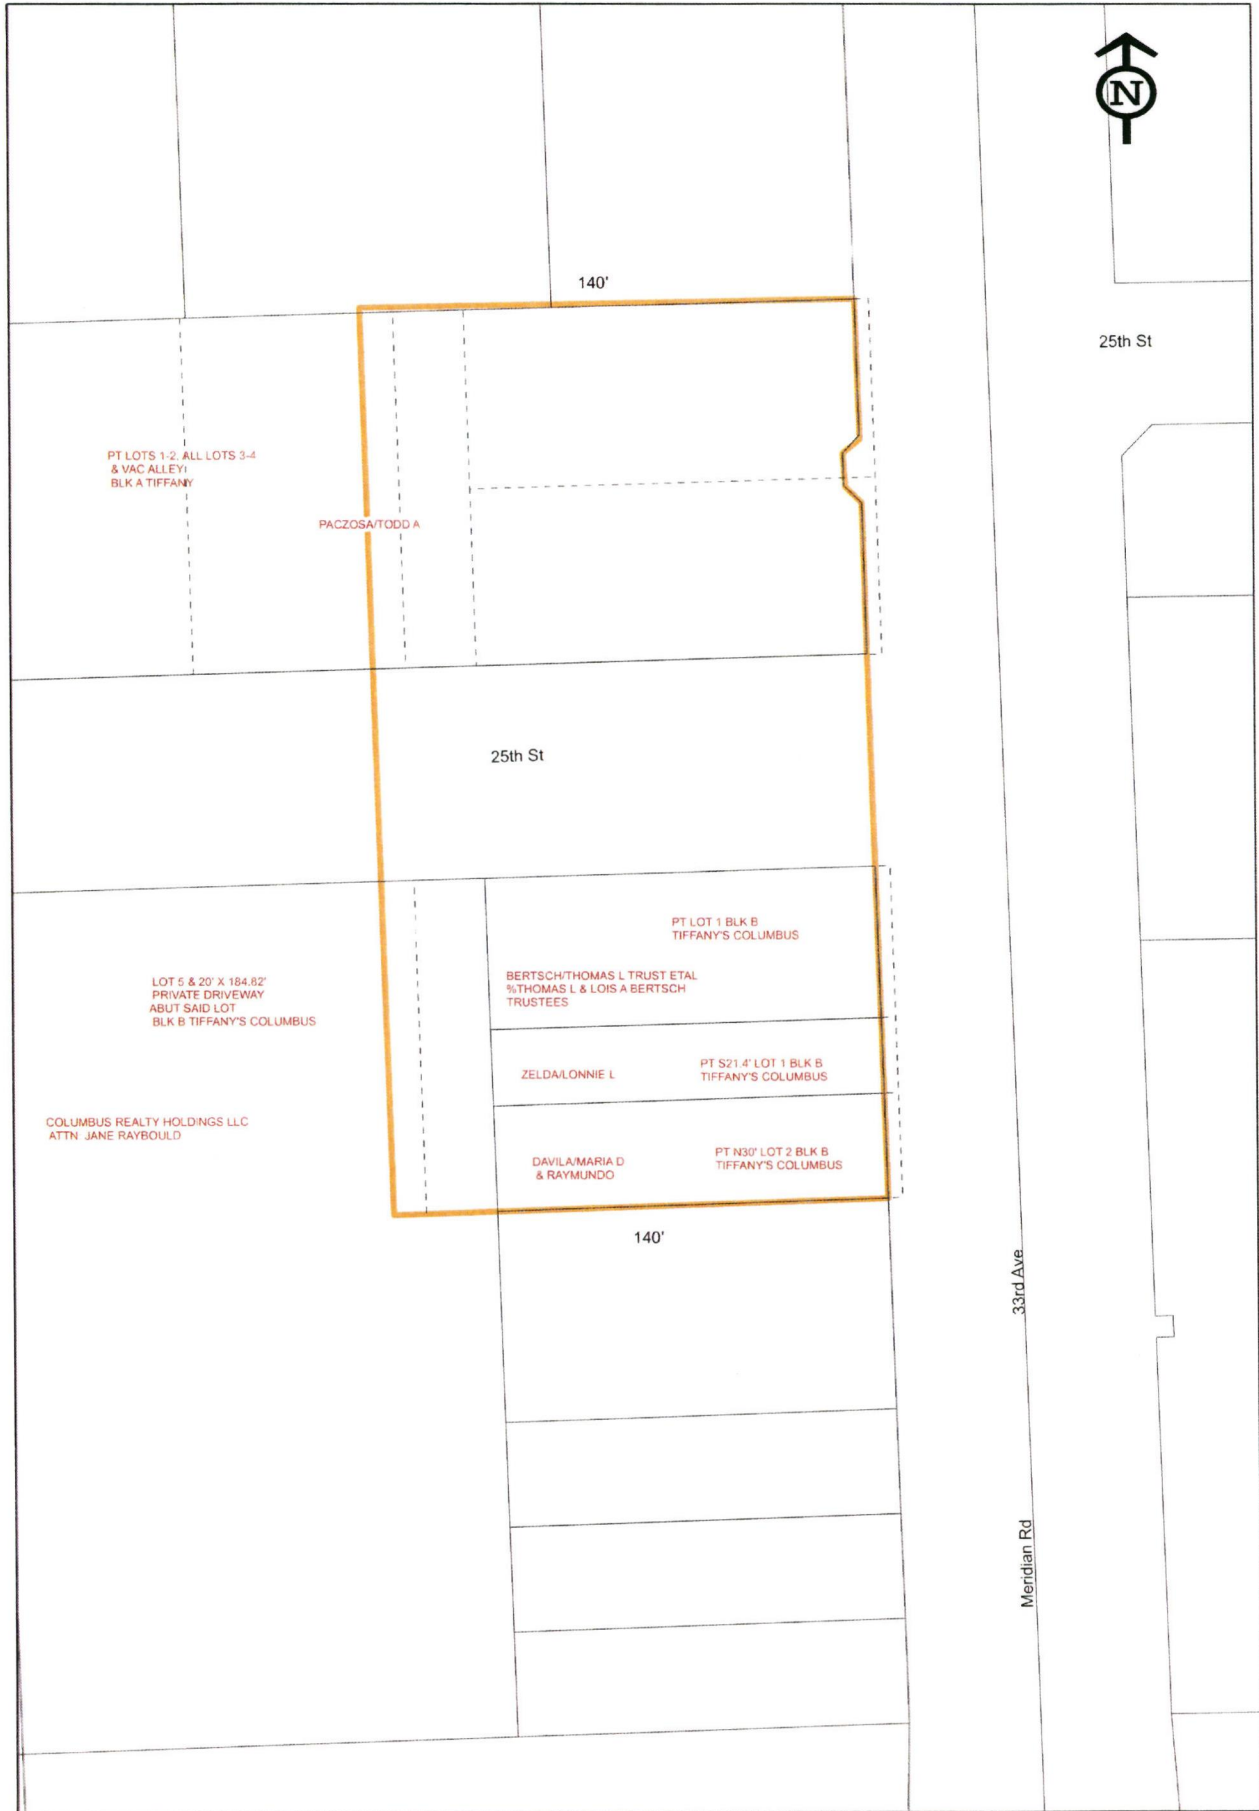 N
140'
25th St
PT LOTS 1-2, ALL LOTS 3-4
& VAC ALLEY
BLK A TIFFANY
PACZOSA/TODD A
25th St
PT LOT 1 BLK B
TIFFANY'S COLUMBUS
BERTSCH/THOMAS L TRUST ETAL
%THOMAS L & LOIS A BERTSCH
TRUSTEES
LOT 5 & 20' X 184.82'
PRIVATE DRIVEWAY
ABUT SAID LOT
BLK B TIFFANY'S COLUMBUS
ZELDA/LONNIE L
PT S21.4' LOT 1 BLK B
TIFFANY'S COLUMBUS
COLUMBUS REALTY HOLDINGS LLC
ATTN JANE RAYBOULD
DAVILA/MARIA D
& RAYMUNDO
PT N30' LOT 2 BLK B
TIFFANY'S COLUMBUS
140'
33rd Ave
Meridian Rd